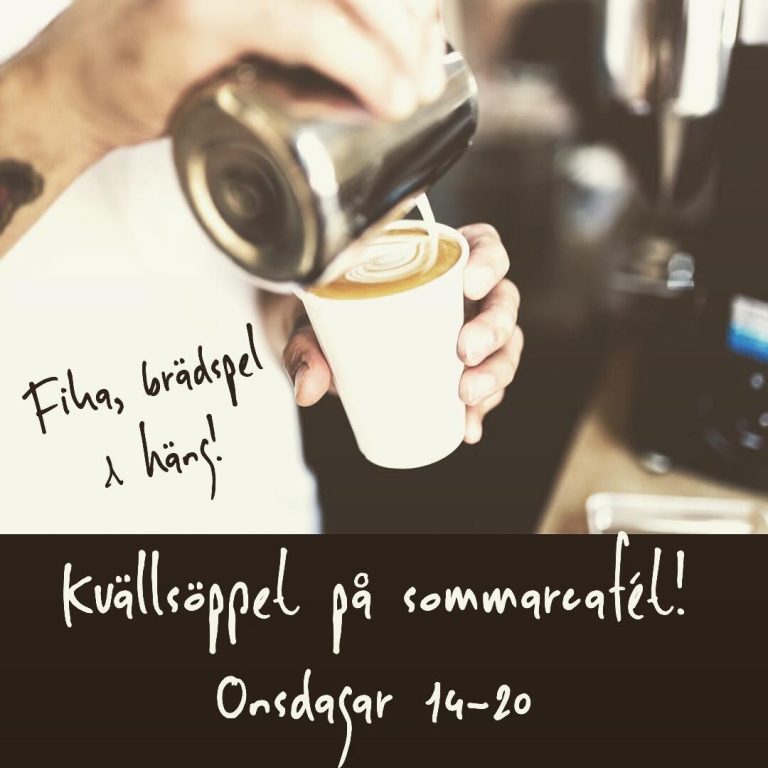 Fika, brädspel
& häng!
Kvällsöppet på sommarcafét!
Onsdagar 14-20